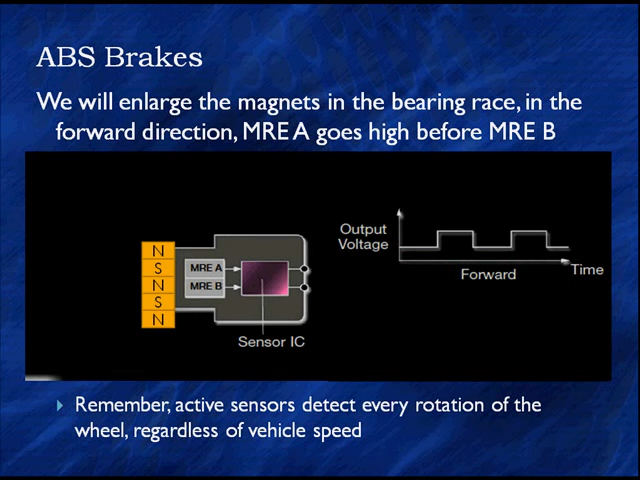 ABS Brakes
We will enlarge the magnets in the bearing race, in the
forward direction, MRE A goes high before MRE B
Output
Voltage
Forward
Time
N
S
N
S
N
MRE A
MRE B
Sensor IC
Remember, active sensors detect every rotation of the
wheel, regardless of vehicle speed